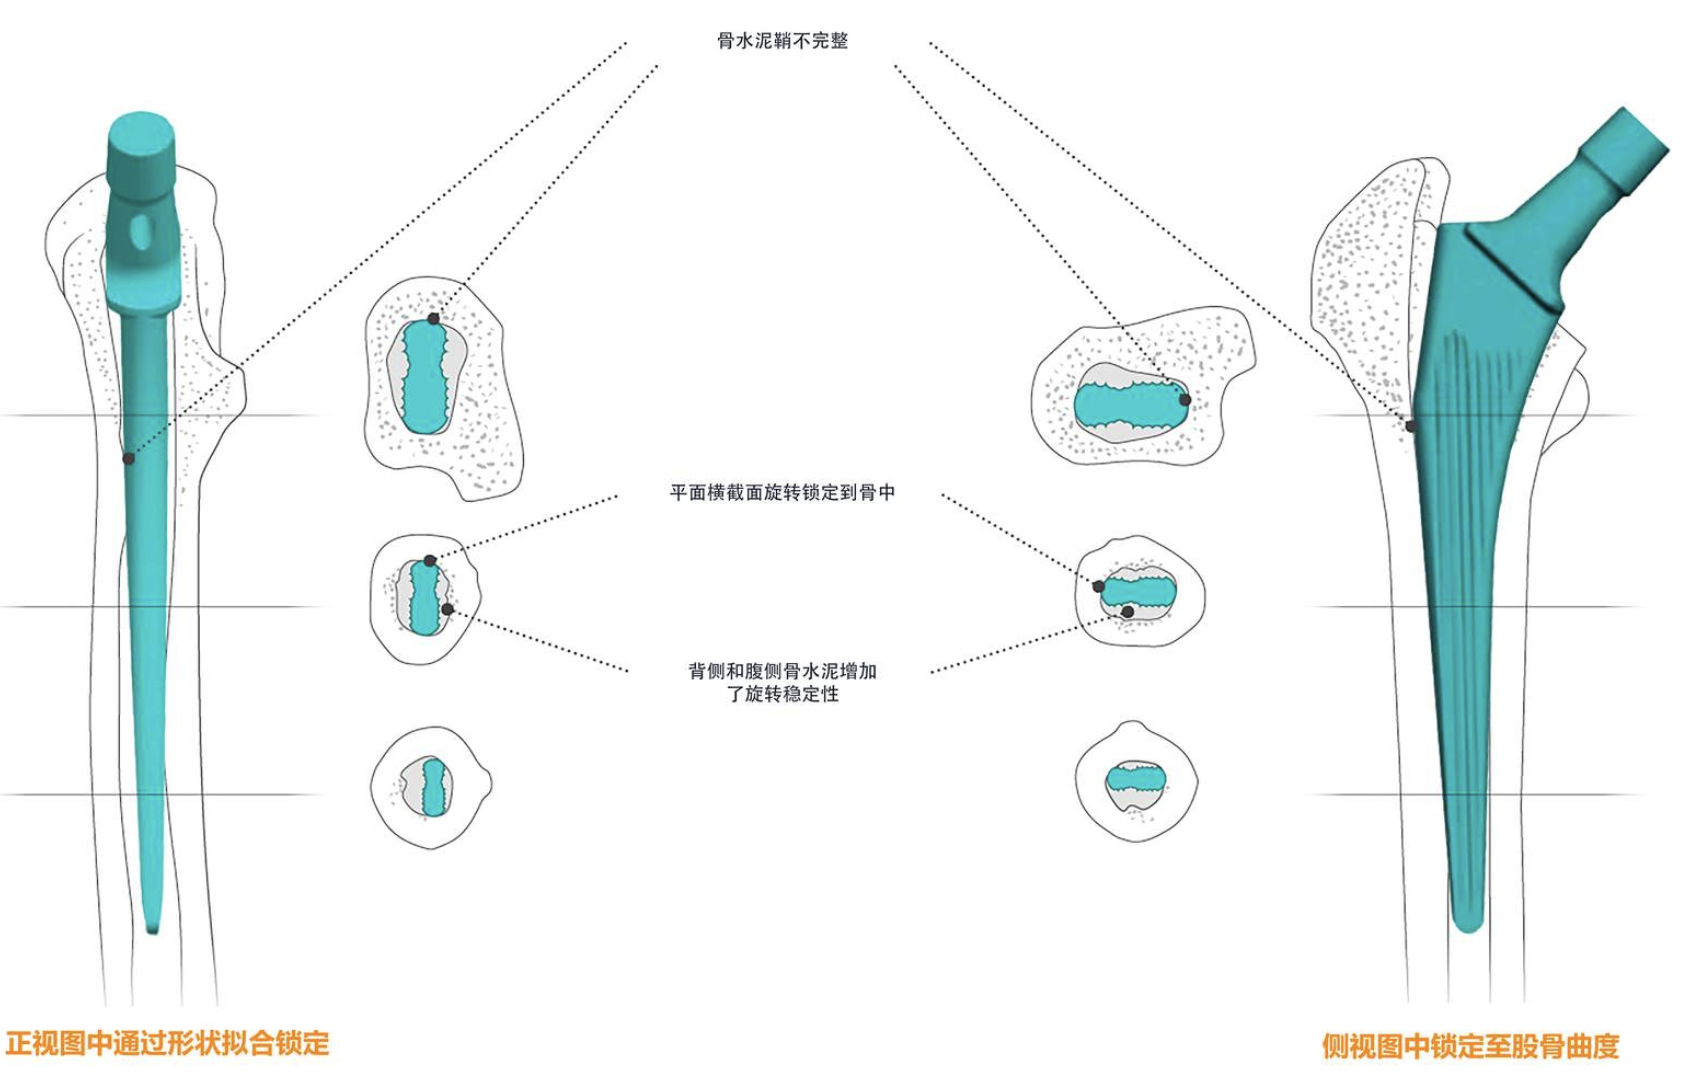 骨水泥鞘不完整
平面横截面旋转锁定到骨中
背侧和腹侧骨水泥增加
了旋转稳定性
正视图中通过形状拟合锁定
侧视图中锁定至股骨曲度